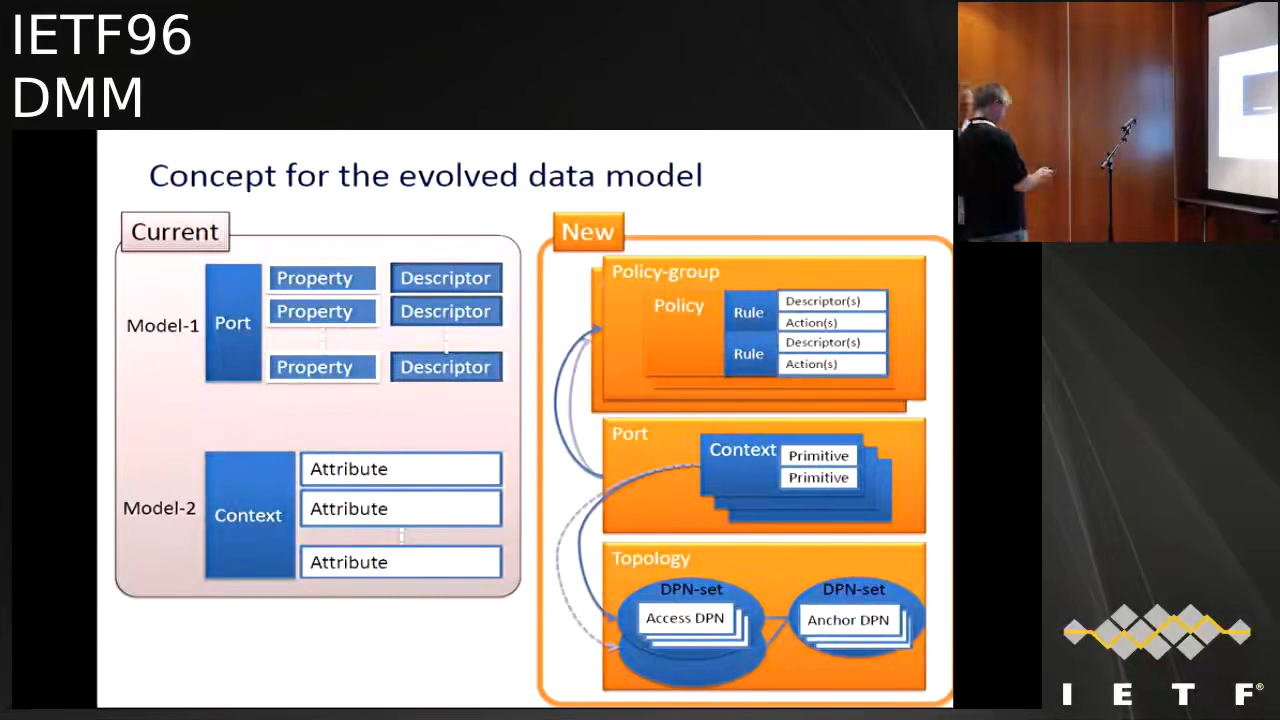 IETF96
DMM
Concept for the evolved data model
Current
Model-1
Port
Property
Descriptor
Property
Descriptor
Property
Descriptor
Model-2
Context
Attribute
Attribute
Attribute
New
Policy-group
Policy
Rule
Descriptor(s)
Action(s)
Rule
Descriptor(s)
Action(s)
Port
Context
Primitive
Primitive
Topology
DPN-set
Access DPN
DPN-set
Anchor DPN
I E T F®